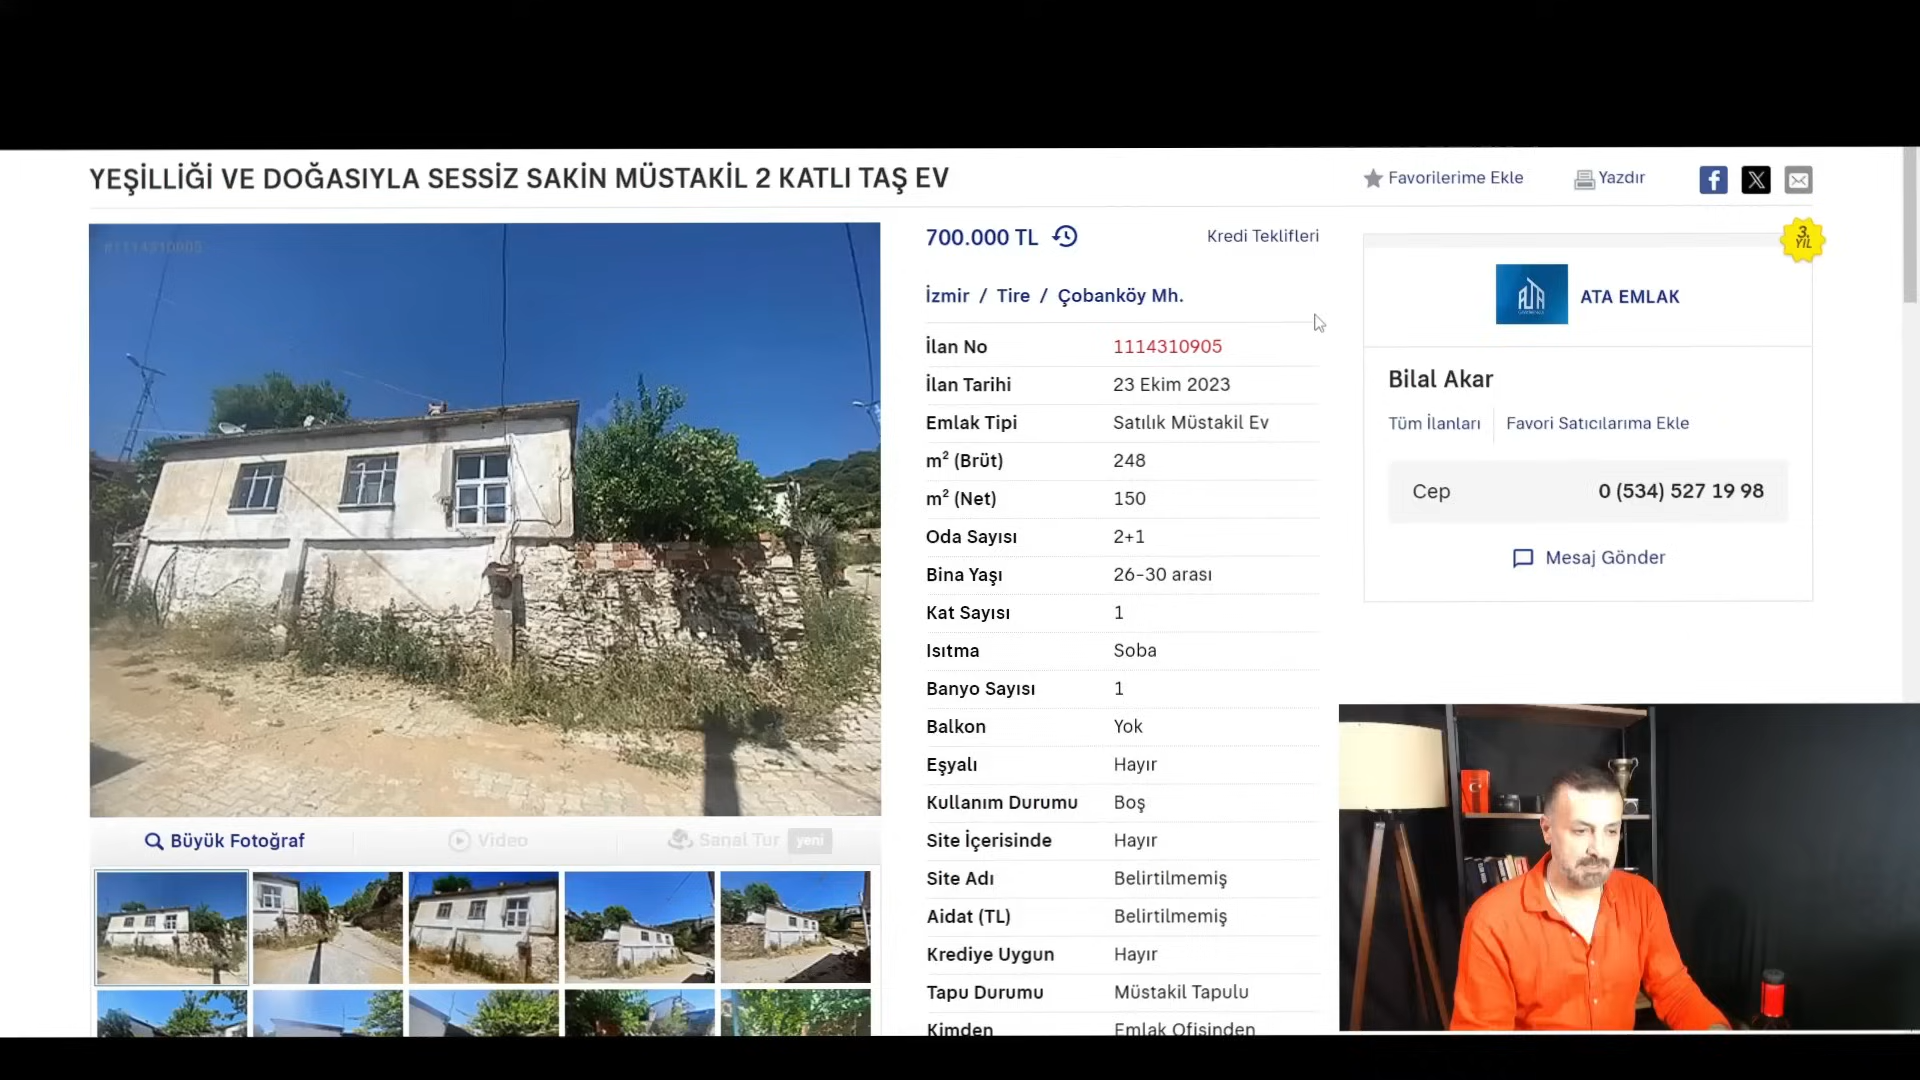 YEŞİLLİĞİ VE DOĞASIYLA SESSİZ SAKİN MÜSTAKİL 2 KATLI TAŞ EV
Favorilerime Ekle
Yazdır
#1114310905
700.000 TL
Kredi Teklifleri
İzmir / Tire / Çobanköy Mh.
İlan No 1114310905
İlan Tarihi 23 Ekim 2023
Emlak Tipi Satılık Müstakil Ev
m² (Brüt) 248
m² (Net) 150
Oda Sayısı 2+1
Bina Yaşı 26-30 arası
Kat Sayısı 1
Isıtma Soba
Banyo Sayısı 1
Balkon Yok
Eşyalı Hayır
Kullanım Durumu Boş
Site İçerisinde Hayır
Site Adı Belirtilmemiş
Aidat (TL) Belirtilmemiş
Krediye Uygun Hayır
Tapu Durumu Müstakil Tapulu
Kimden Emlak Ofisinden
3.
YIL
ATA EMLAK
Bilal Akar
Tüm İlanları
Favori Satıcılarıma Ekle
Cep 0 (534) 527 19 98
Mesaj Gönder
Büyük Fotoğraf
Video
Sanal Tur yeni